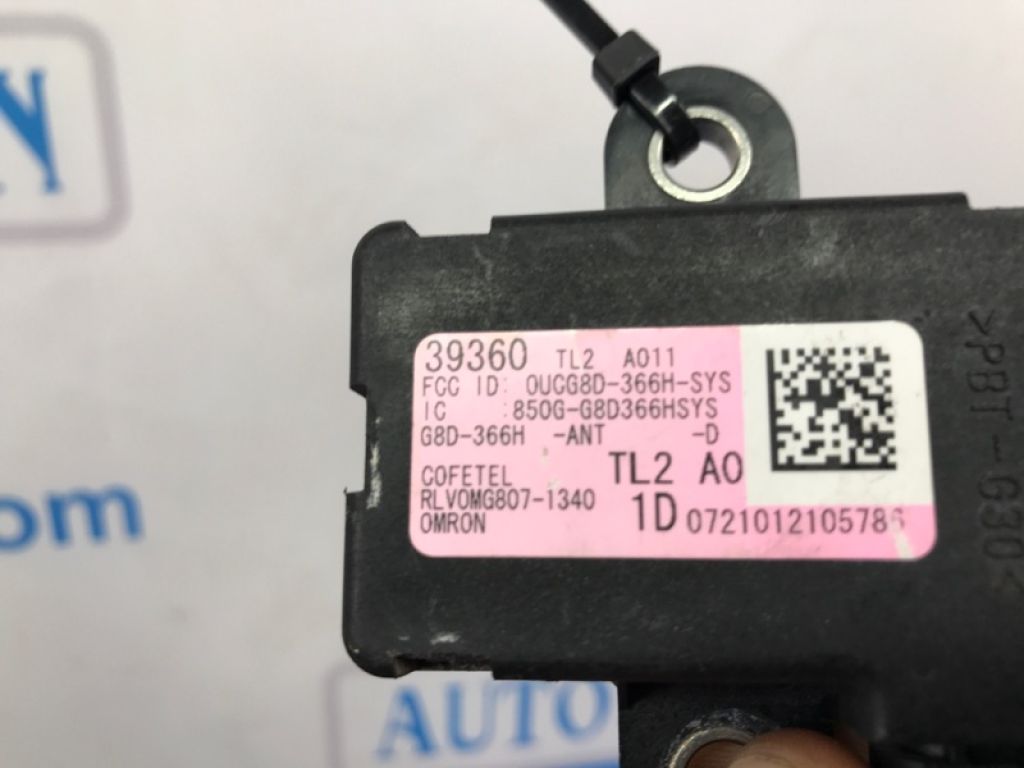 39360 TL2 A011
FCC ID: OUCG8D-366H-SYS
IC :850G-G8D366HSYS
G8D-366H -ANT -D
COFETEL TL2 A0
RLVOMG807-1340
OMRON 1D 0721012105786
>PBT-G30<
om
AUTO